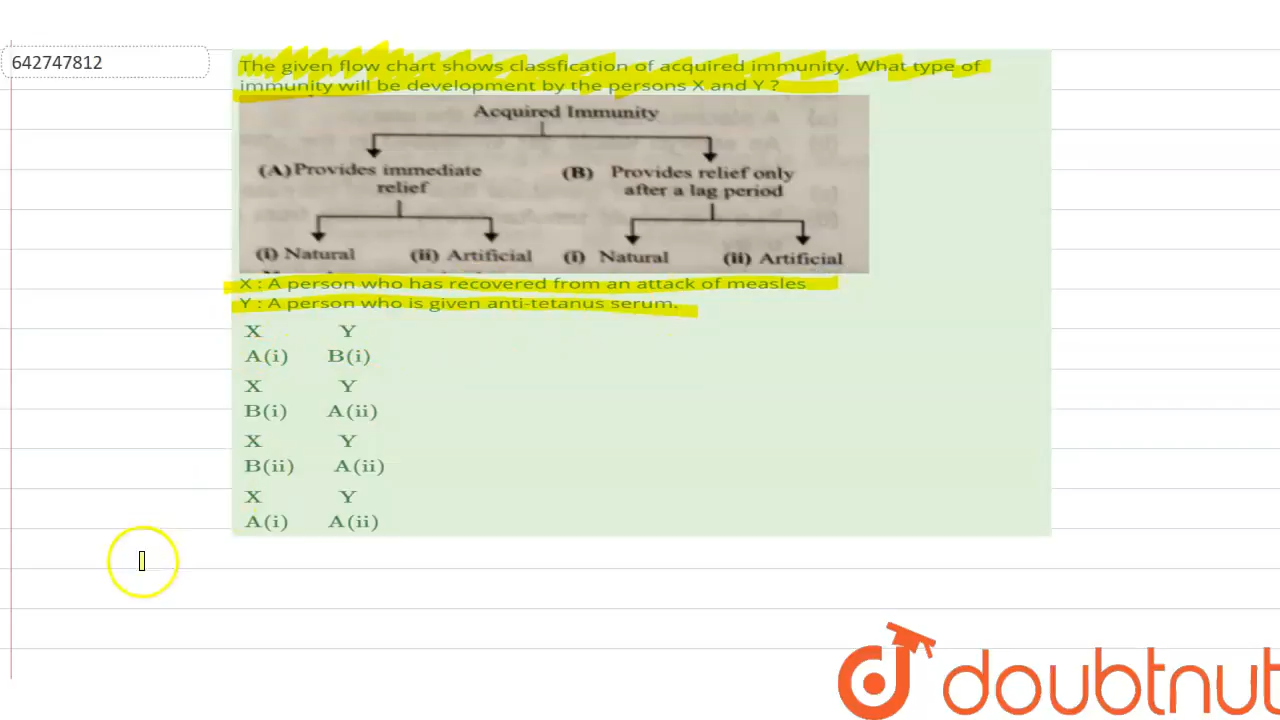 642747812
The given flow chart shows classfication of acquired immunity. What type of
immunity will be development by the persons X and Y ?
Acquired Immunity
(A) Provides immediate
relief
(B) Provides relief only
after a lag period
(i) Natural (ii) Artificial (i) Natural (ii) Artificial
X : A person who has recovered from an attack of measles
Y : A person who is given anti-tetanus serum.
X Y
A(i) B(i)
X Y
B(i) A(ii)
X Y
B(ii) A(ii)
X Y
A(i) A(ii)
doubtnut